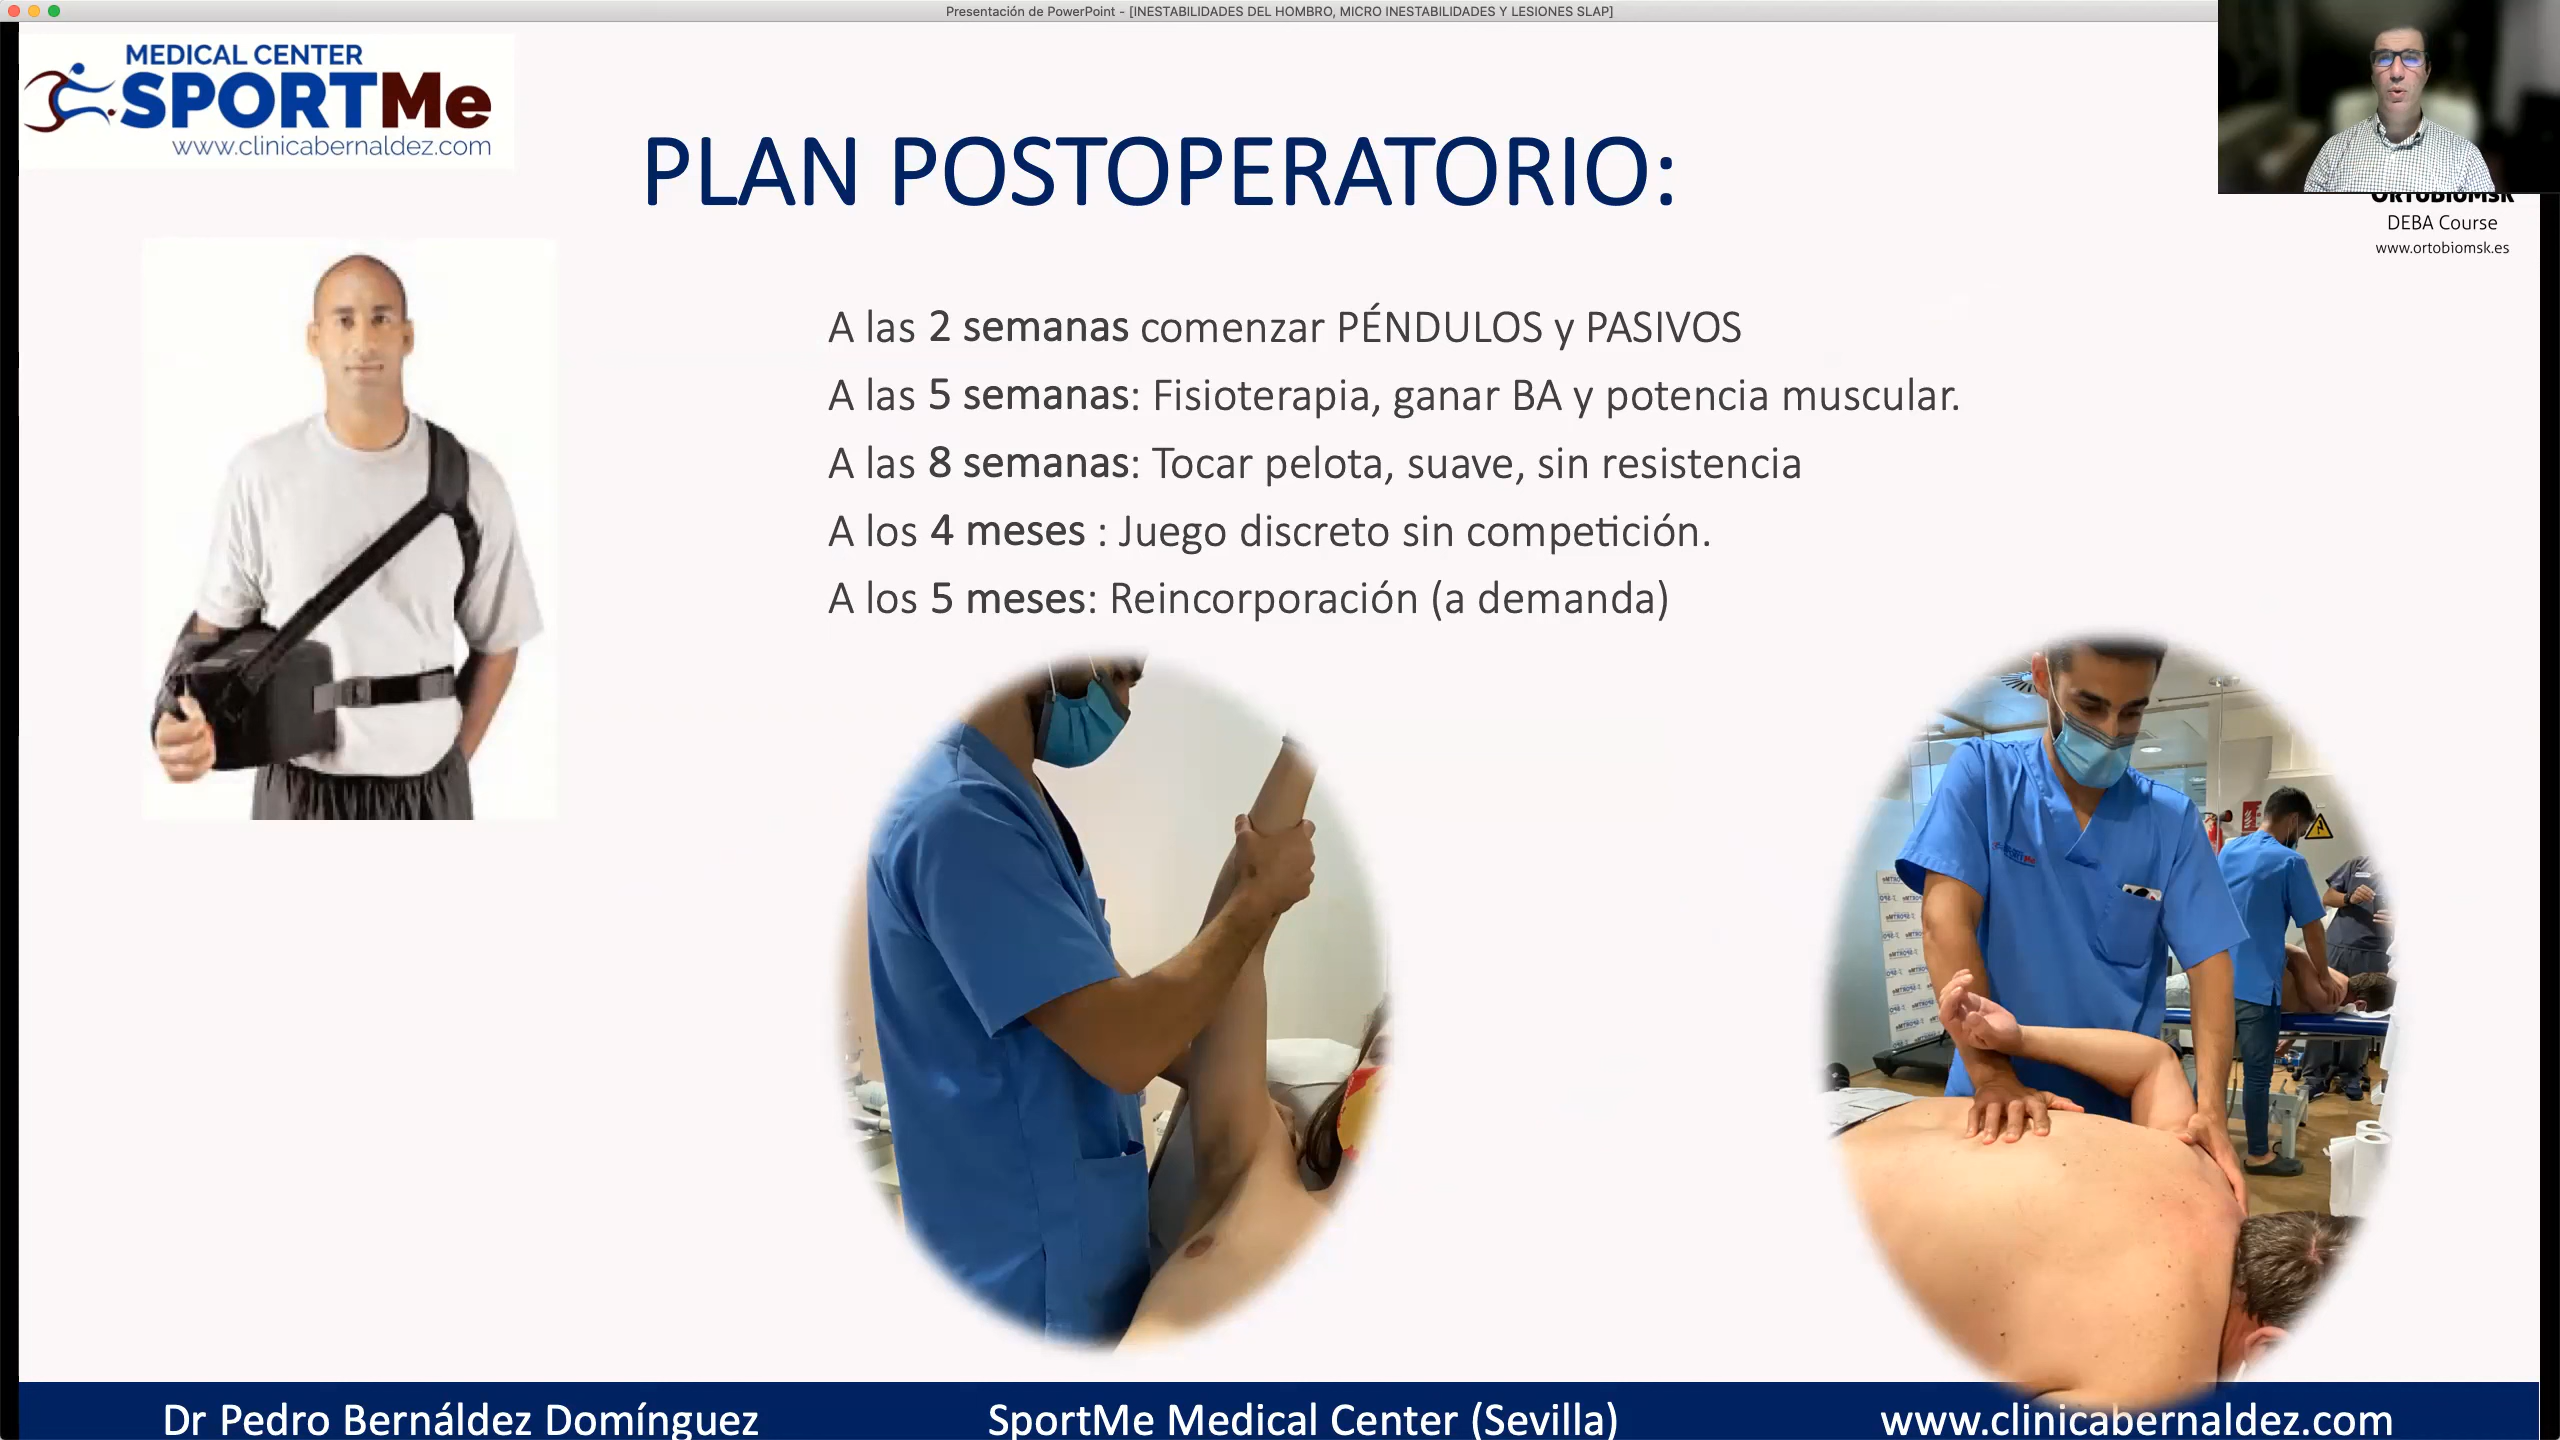 Presentación de PowerPoint - [INESTABILIDADES DEL HOMBRO, MICRO INESTABILIDADES Y LESIONES SLAP]
MEDICAL CENTER
SPORTMe
www.clinicabernaldez.com
PLAN POSTOPERATORIO:
ORTOBIOMSK
DEBA Course
www.ortobiomsk.es
A las 2 semanas comenzar PÉNDULOS y PASIVOS
A las 5 semanas: Fisioterapia, ganar BA y potencia muscular.
A las 8 semanas: Tocar pelota, suave, sin resistencia
A los 4 meses : Juego discreto sin competición.
A los 5 meses: Reincorporación (a demanda)
Dr Pedro Bernáldez Domínguez
SportMe Medical Center (Sevilla)
www.clinicabernaldez.com